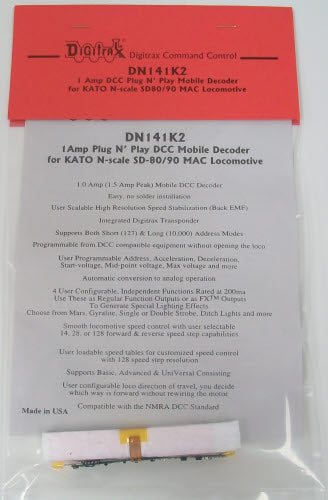 DIGITRAX
Digitrax Command Control
DN141K2
1 Amp DCC Plug N' Play Mobile Decoder
for KATO N-scale SD80/90 MAC Locomotive
DN141K2
1Amp Plug N' Play DCC Mobile Decoder
for KATO N-scale SD-80/90 MAC Locomotive
1.0 Amp (1.5 Amp Peak) Mobile DCC Decoder
Easy, no solder installation
User Scalable High Resolution Speed Stabilization (Back EMF)
Integrated Digitrax Transponder
Supports Both Short (127) & Long (10,000) Address Modes
Programmable from DCC compatible equipment without opening the loco
User Programmable Address, Acceleration, Deceleration,
Start-voltage, Mid-point voltage, Max voltage and more
Automatic conversion to analog operation
4 User Configurable, Independent Functions Rated at 200ma
Use These as Regular Function Outputs or as FX™ Outputs
To Generate Special Lighting Effects
Choose from Mars, Gyralite, Single or Double Strobe, Ditch Lights and more
Smooth locomotive speed control with user selectable
14, 28, or 128 forward & reverse speed step capabilities
User loadable speed tables for customized speed control
with 128 speed step resolution
Supports Basic, Advanced & UniVersal Consisting
User configurable loco direction of travel, you decide
which way is forward without rewiring the motor
Made in USA
Compatible with the NMRA DCC Standard